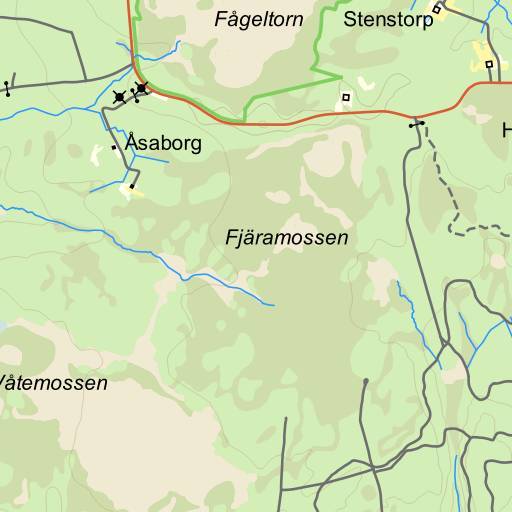 Fågeltorn
Stenstorp
Åsaborg
H
Fjäramossen
Våtemossen